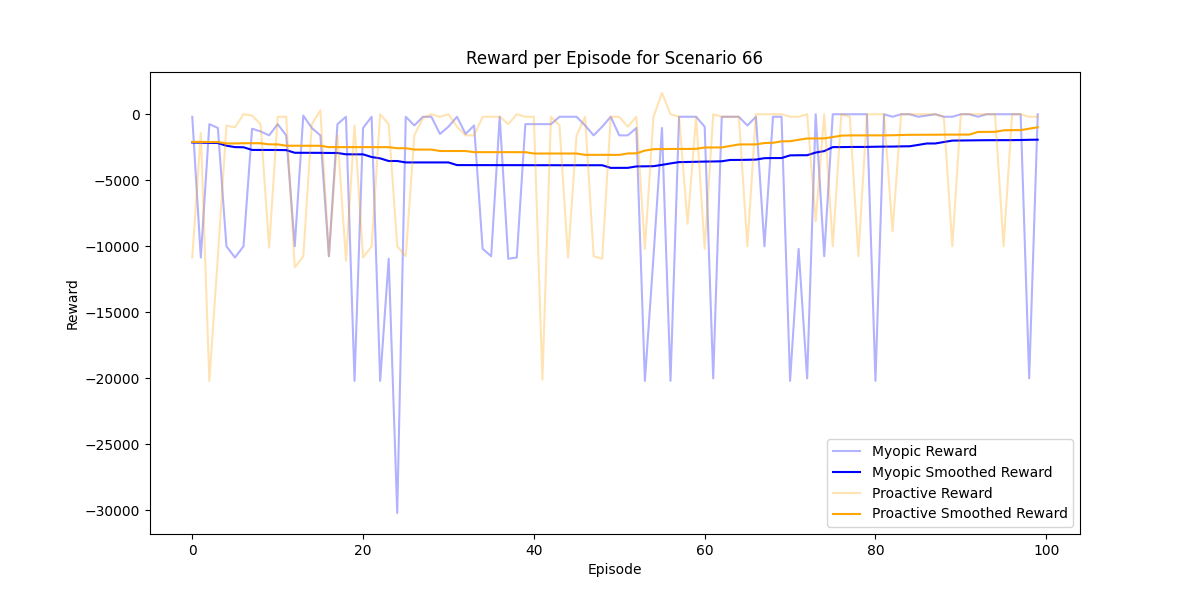 Reward per Episode for Scenario 66
0
−5000
−10000
−15000
−20000
−25000
−30000
Reward
0 20 40 60 80 100
Episode
Myopic Reward
Myopic Smoothed Reward
Proactive Reward
Proactive Smoothed Reward